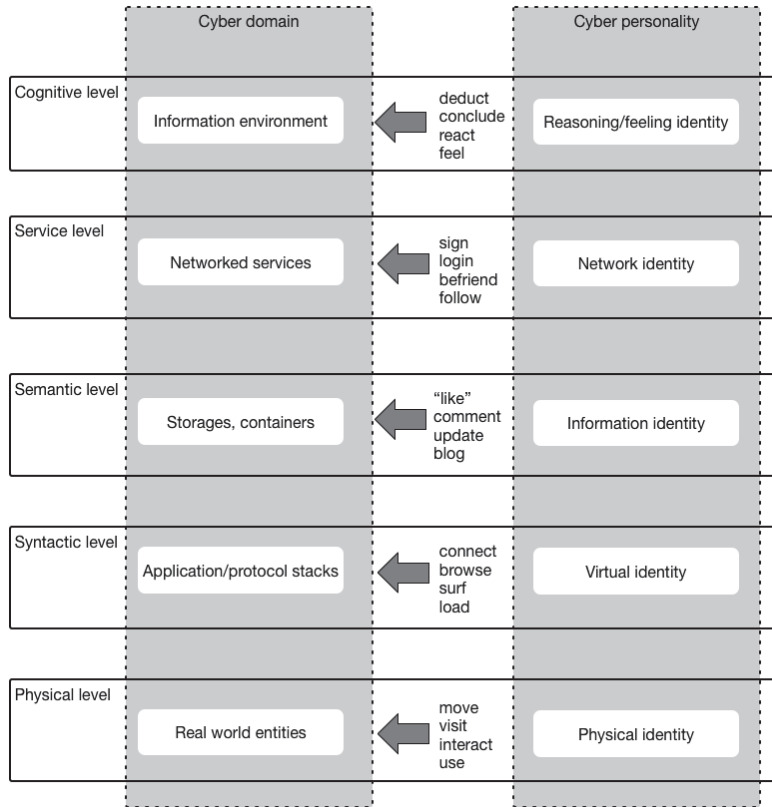 Cyber domain
Cyber personality
Cognitive level
Information environment
deduct
conclude
react
feel
Reasoning/feeling identity
Service level
Networked services
sign
login
befriend
follow
Network identity
Semantic level
Storages, containers
“like”
comment
update
blog
Information identity
Syntactic level
Application/protocol stacks
connect
browse
surf
load
Virtual identity
Physical level
Real world entities
move
visit
interact
use
Physical identity